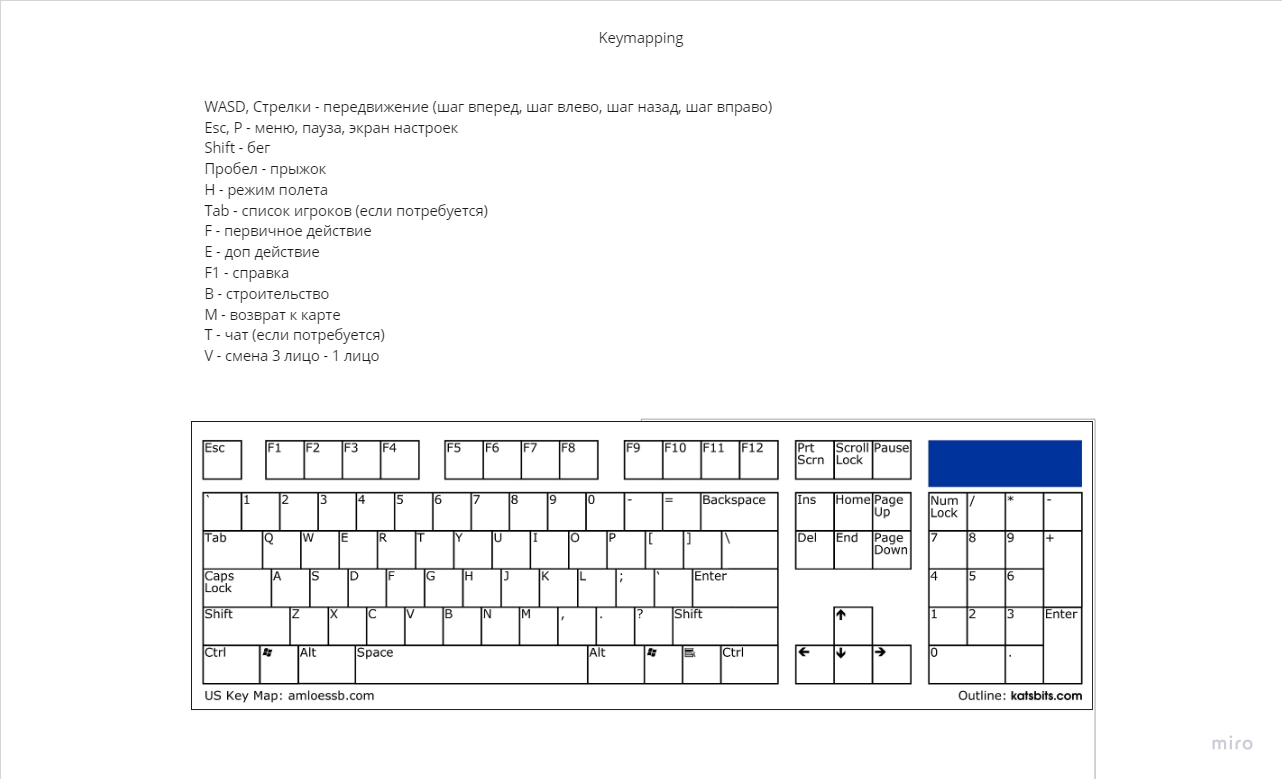 Keymapping
WASD, Стрелки - передвижение (шаг вперед, шаг влево, шаг назад, шаг вправо)
Esc, P - меню, пауза, экран настроек
Shift - бег
Пробел - прыжок
H - режим полета
Tab - список игроков (если потребуется)
F - первичное действие
E - доп действие
F1 - справка
B - строительство
M - возврат к карте
T - чат (если потребуется)
V - смена 3 лицо - 1 лицо
Esc F1 F2 F3 F4 F5 F6 F7 F8 F9 F10 F11 F12 Prt Scrn Scroll Lock Pause
` 1 2 3 4 5 6 7 8 9 0 - = Backspace Ins Home Page Up Num Lock / * -
Tab Q W E R T Y U I O P [ ] \ Del End Page Down 7 8 9 +
Caps Lock A S D F G H J K L ; ' Enter 4 5 6
Shift Z X C V B N M , . ? Shift ↑ 1 2 3 Enter
Ctrl Alt Space Alt Ctrl ← ↓ → 0 .
US Key Map: amloessb.com Outline: katsbits.com
miro